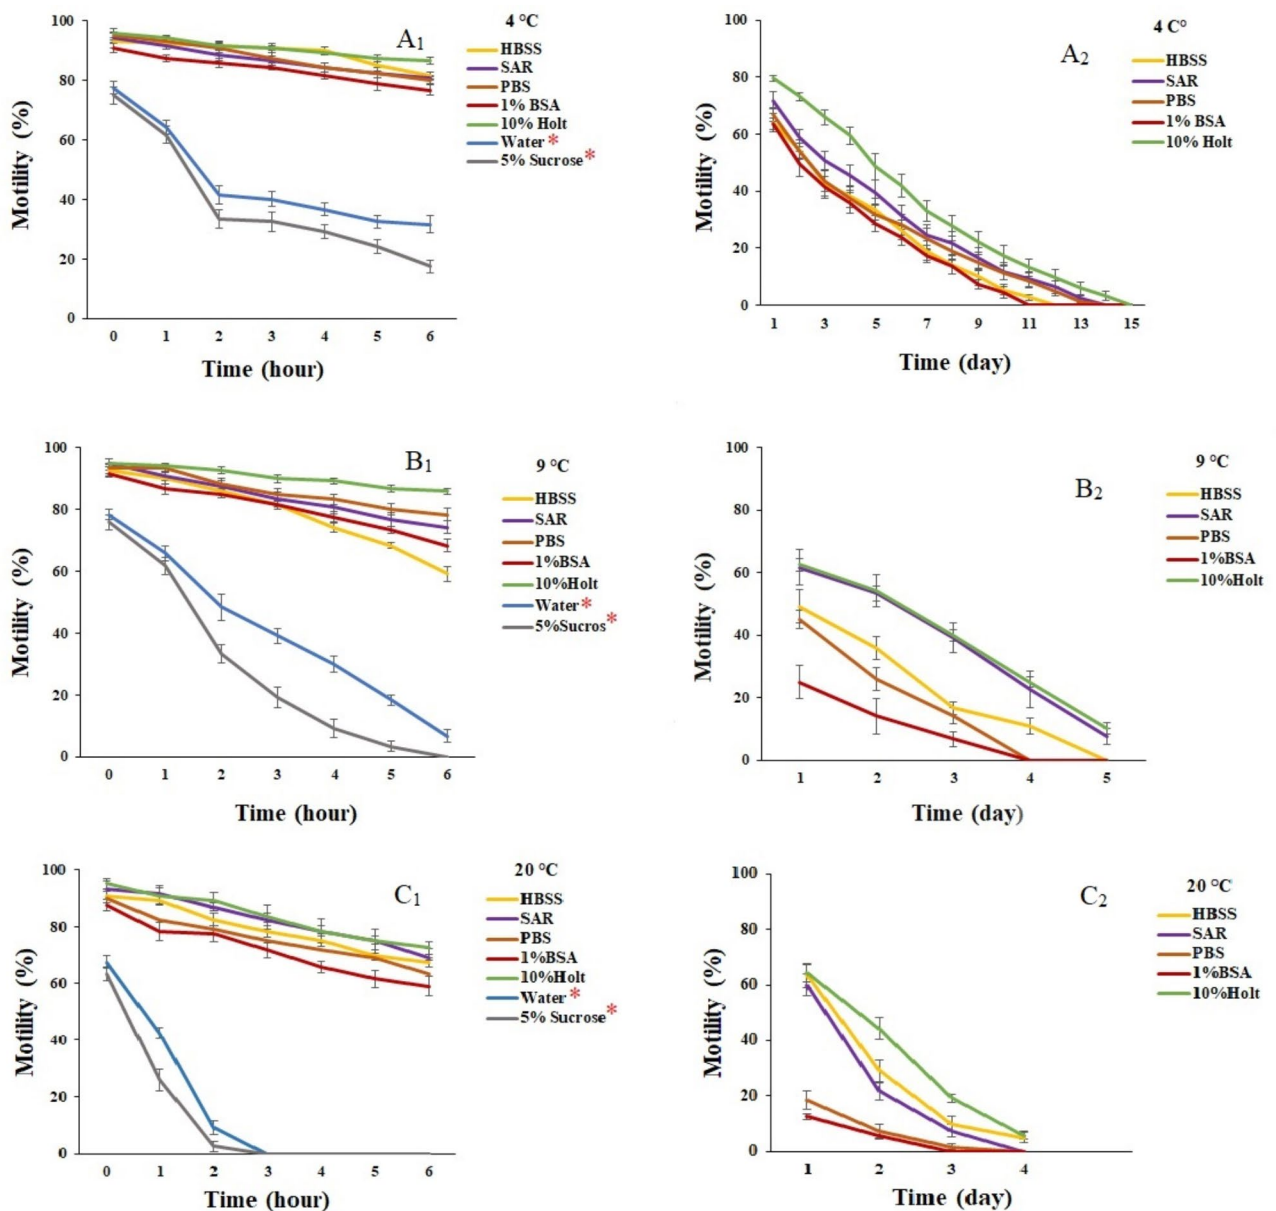 4 °C
A1
HBSS
SAR
PBS
1% BSA
10% Holt
Water*
5% Sucrose*
Motility (%)
100
80
60
40
20
0
0 1 2 3 4 5 6
Time (hour)
4 C°
A2
HBSS
SAR
PBS
1% BSA
10% Holt
Motility (%)
100
80
60
40
20
0
1 3 5 7 9 11 13 15
Time (day)
9 °C
B1
HBSS
SAR
PBS
1%BSA
10%Holt
Water*
5%Sucros*
Motility (%)
100
80
60
40
20
0
0 1 2 3 4 5 6
Time (hour)
9 °C
B2
HBSS
SAR
PBS
1%BSA
10%Holt
Motility (%)
100
80
60
40
20
0
1 2 3 4 5
Time (day)
20 °C
C1
HBSS
SAR
PBS
1%BSA
10%Holt
Water*
5% Sucrose*
Motility (%)
100
80
60
40
20
0
0 1 2 3 4 5 6
Time (hour)
20 °C
C2
HBSS
SAR
PBS
1%BSA
10%Holt
Motility (%)
100
80
60
40
20
0
1 2 3 4
Time (day)